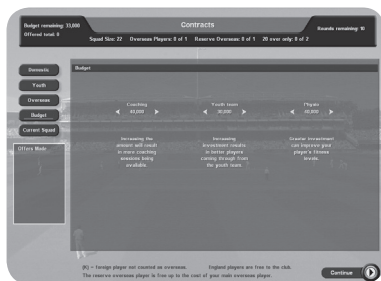 Budget remaining: 33,000
Contracts
Rounds remaining: 10
Offered total: 0
Squad Size: 22 Overseas Players: 0 of 1 Reserve Overseas: 0 of 1 20 over only: 0 of 2
Domestic
Youth
Overseas
Budget
Current Squad
Offers Made
Budget
Coaching
40,000
Increasing the
amount will result
in more coaching
sessions being
available.
Youth team
30,000
Increasing
investment results
in better players
coming through from
the youth team
Physio
40,000
Greater investment
can improve your
player's fitness
levels.
(K) = foreign player not counted as overseas. England players are free to the club.
The reserve overseas player is free up to the cost of your main overseas player.
Continue